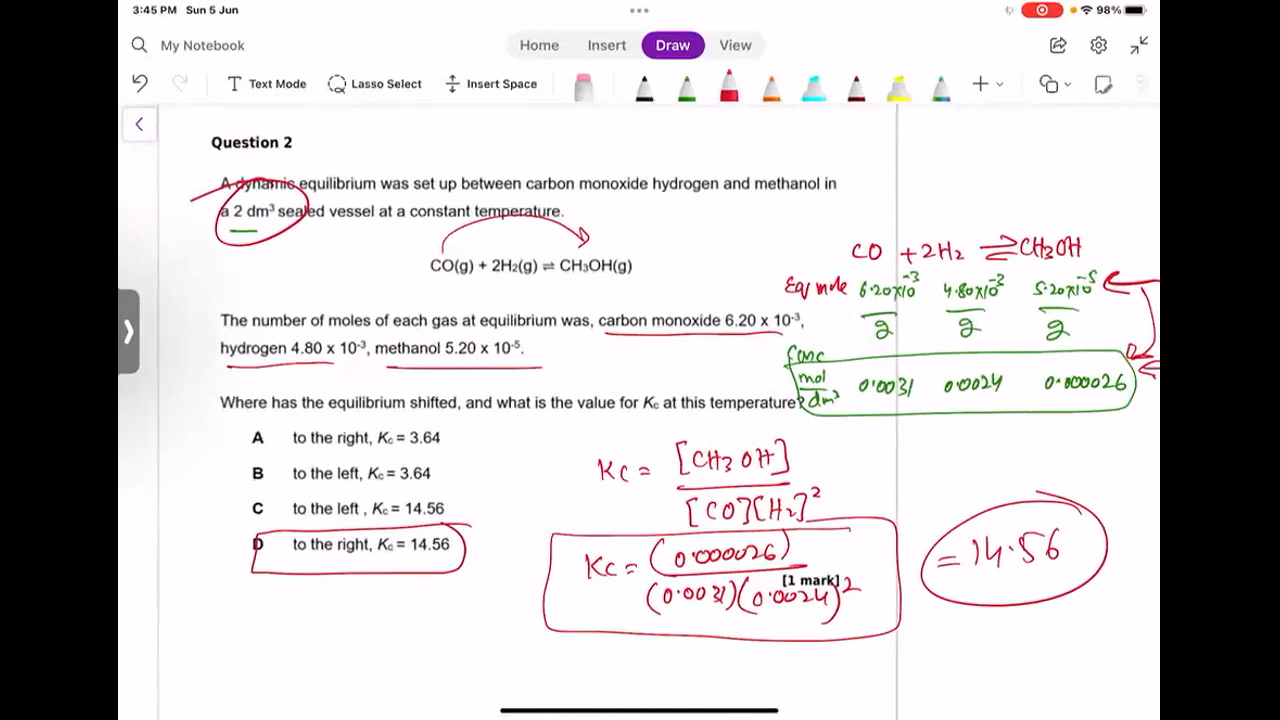 3:45 PM Sun 5 Jun
98%
My Notebook
Home Insert Draw View
Text Mode Lasso Select Insert Space
Question 2
A dynamic equilibrium was set up between carbon monoxide hydrogen and methanol in
a 2 dm³ sealed vessel at a constant temperature.
CO(g) + 2H₂(g) ⇌ CH₃OH(g)
CO + 2H₂ ⇌ CH₃OH
Eq mole 6.20×10⁻³ 4.80×10⁻³ 5.20×10⁻⁵
2 2 2
The number of moles of each gas at equilibrium was, carbon monoxide 6.20 x 10⁻³,
hydrogen 4.80 x 10⁻³, methanol 5.20 x 10⁻⁵.
Conc
mol
dm³ 0.0031 0.0024 0.000026
Where has the equilibrium shifted, and what is the value for Kc at this temperature?
A to the right, Kc = 3.64
B to the left, Kc = 3.64
C to the left , Kc = 14.56
D to the right, Kc = 14.56
Kc = [CH₃OH]
[CO][H₂]²
Kc = (0.000026)
[1 mark]
(0.0031)(0.0024)²
= 14.56